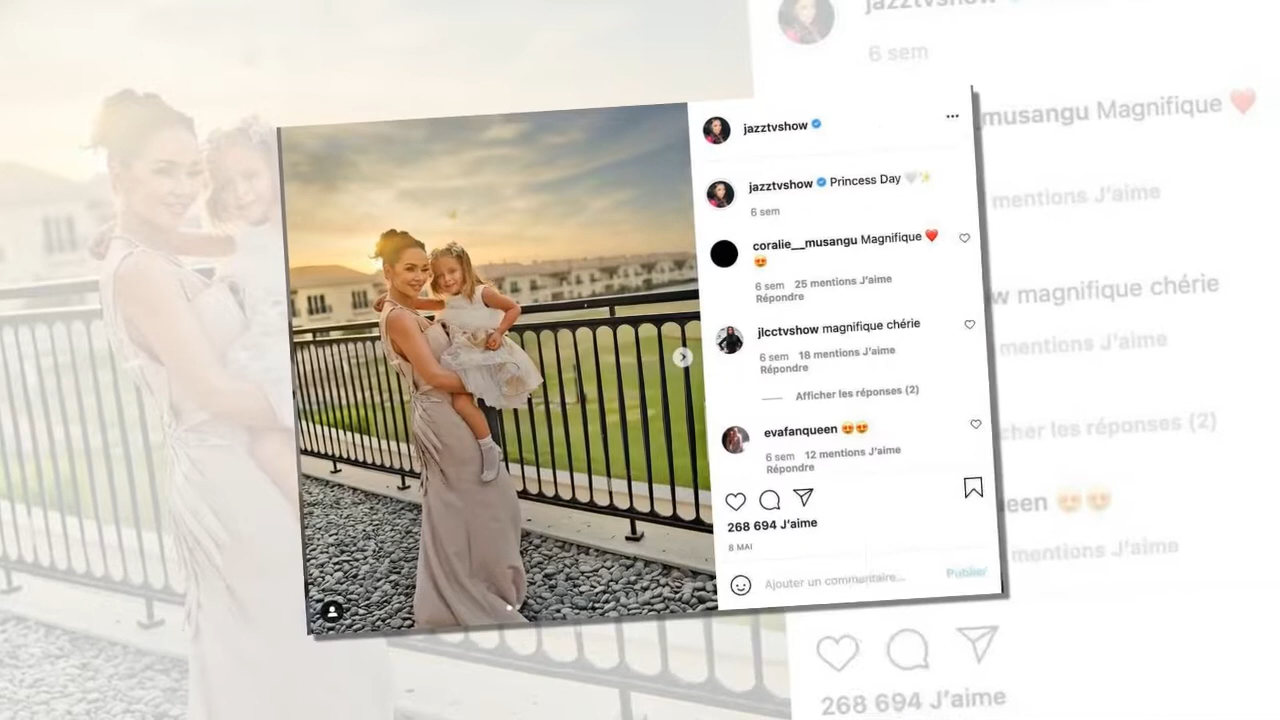 jazztvshow
jazztvshow Princess Day 🤍✨
6 sem
coralie__musangu Magnifique ❤️
😍
6 sem 25 mentions J’aime
Répondre
jlcctvshow magnifique chérie
6 sem 18 mentions J’aime
Répondre
Afficher les réponses (2)
evafanqueen 😍😍
6 sem 12 mentions J’aime
Répondre
268 694 J’aime
8 MAI
Ajouter un commentaire...
Publier
jazztvshow
6 sem
musangu Magnifique ❤️
mentions J’aime
w magnifique chérie
mentions J’aime
cher les réponses (2)
een 😍😍
mentions J’aime
268 694 J’aime